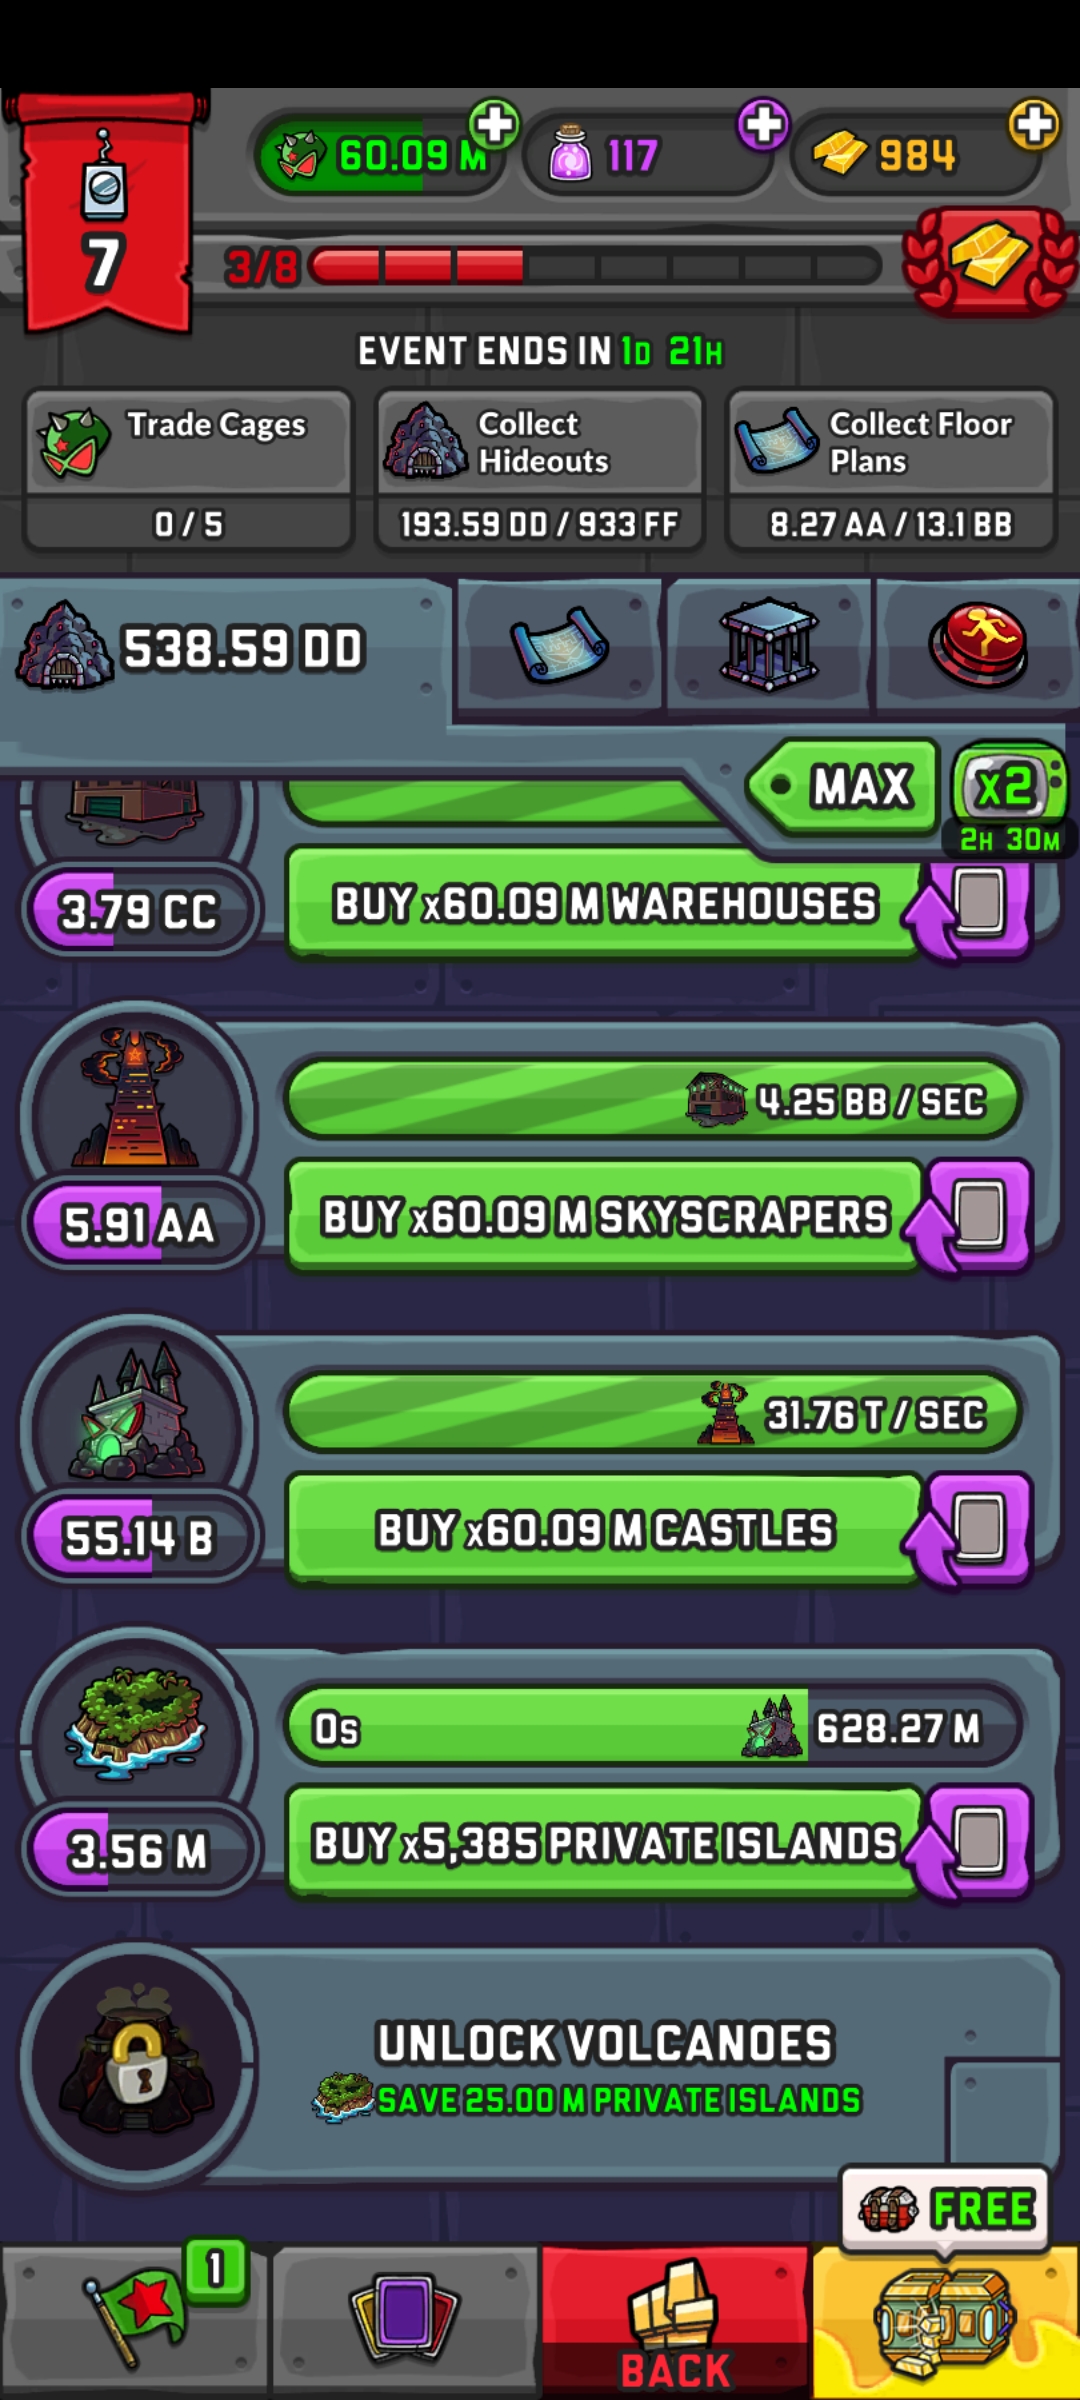 60.09 M
117
984
7
3/8
EVENT ENDS IN 1D 21H
Trade Cages
0 / 5
Collect
Hideouts
193.59 DD / 933 FF
Collect Floor
Plans
8.27 AA / 13.1 BB
538.59 DD
MAX
x2
2H 30M
3.79 CC
BUY x60.09 M WAREHOUSES
4.25 BB / SEC
5.91 AA
BUY x60.09 M SKYSCRAPERS
31.76 T / SEC
55.14 B
BUY x60.09 M CASTLES
0s
628.27 M
3.56 M
BUY x5,385 PRIVATE ISLANDS
UNLOCK VOLCANOES
SAVE 25.00 M PRIVATE ISLANDS
FREE
1
BACK